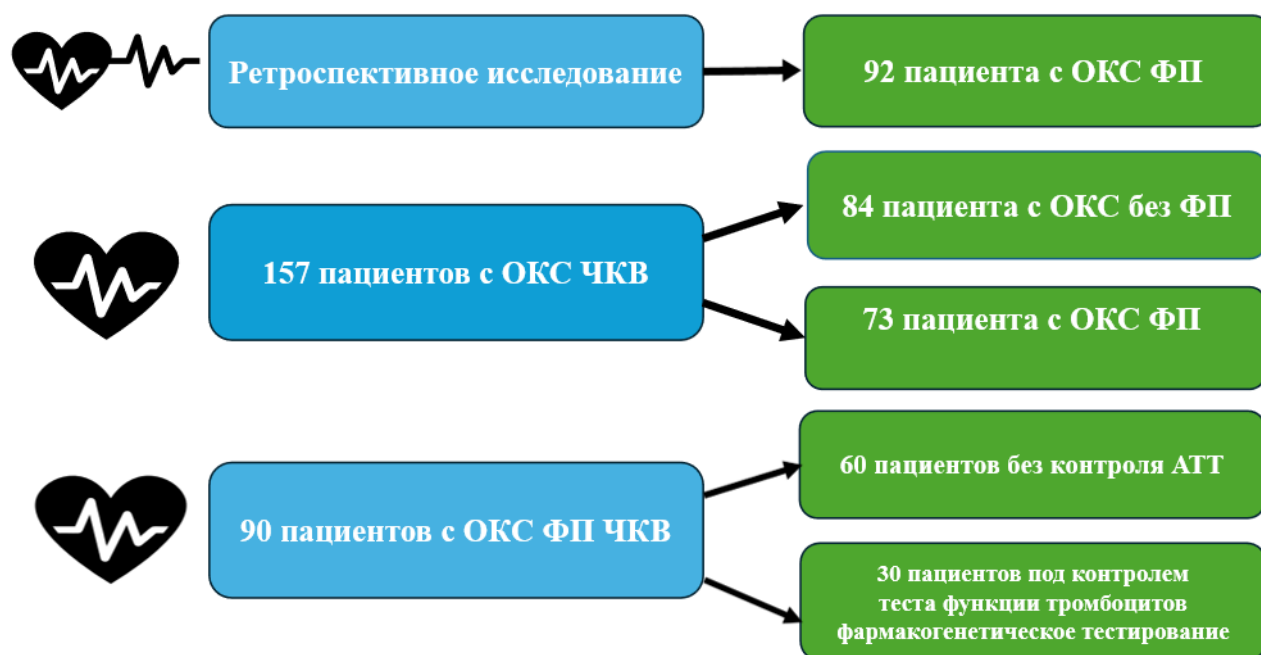 Ретроспективное исследование
92 пациента с ОКС ФП
157 пациентов с ОКС ЧКВ
84 пациента с ОКС без ФП
73 пациента с ОКС ФП
90 пациентов с ОКС ФП ЧКВ
60 пациентов без контроля АТТ
30 пациентов под контролем
теста функции тромбоцитов
фармакогенетическое тестирование